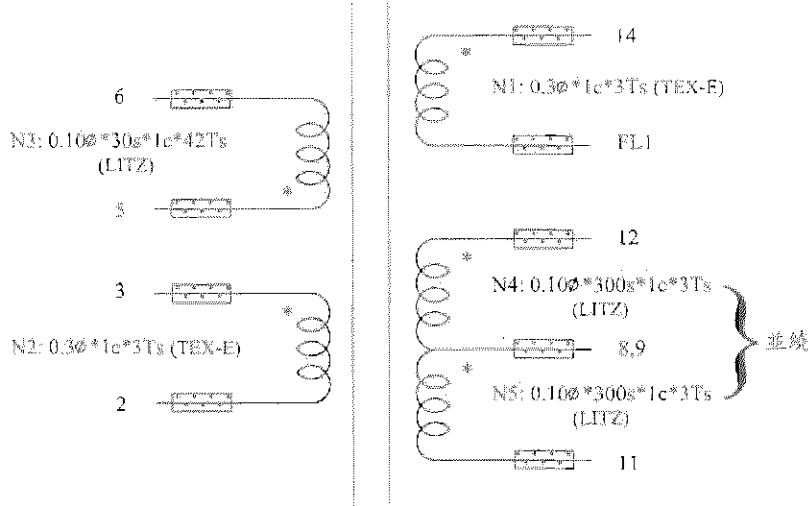 6
N3: 0.10ø*30s*1c*42Ts
(LITZ)
5
3
N2: 0.3ø*1c*3Ts (TEX-E)
2
14
N1: 0.3ø*1c*3Ts (TEX-E)
FL1
12
N4: 0.10ø*300s*1c*3Ts
(LITZ)
8,9
並繞
N5: 0.10ø*300s*1c*3Ts
(LITZ)
11